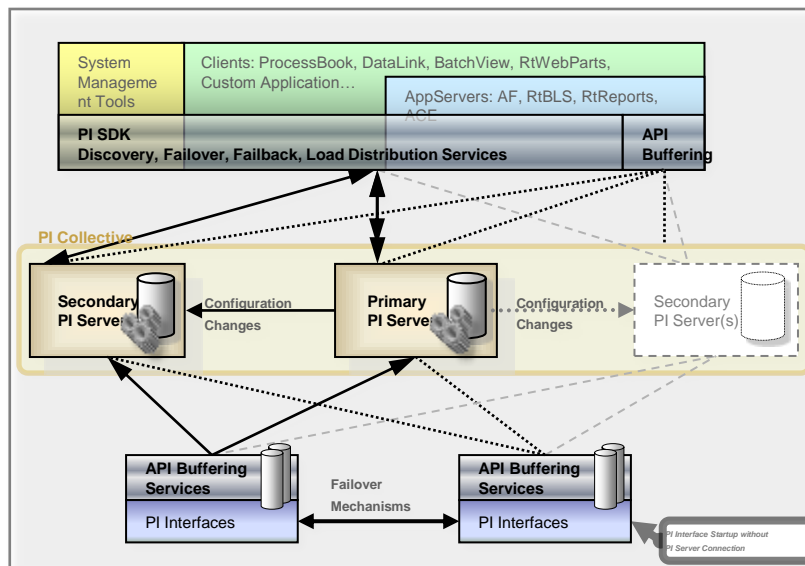 System
Manageme
nt Tools
Clients: ProcessBook, DataLink, BatchView, RtWebParts,
Custom Application…
AppServers: AF, RtBLS, RtReports,
ACE
PI SDK
Discovery, Failover, Failback, Load Distribution Services
API
Buffering
PI Collective
Secondary
PI Server
Configuration
Changes
Primary
PI Server
Configuration
Changes
Secondary
PI Server(s)
API Buffering
Services
PI Interfaces
Failover
Mechanisms
API Buffering
Services
PI Interfaces
PI Interface Startup without
PI Server Connection